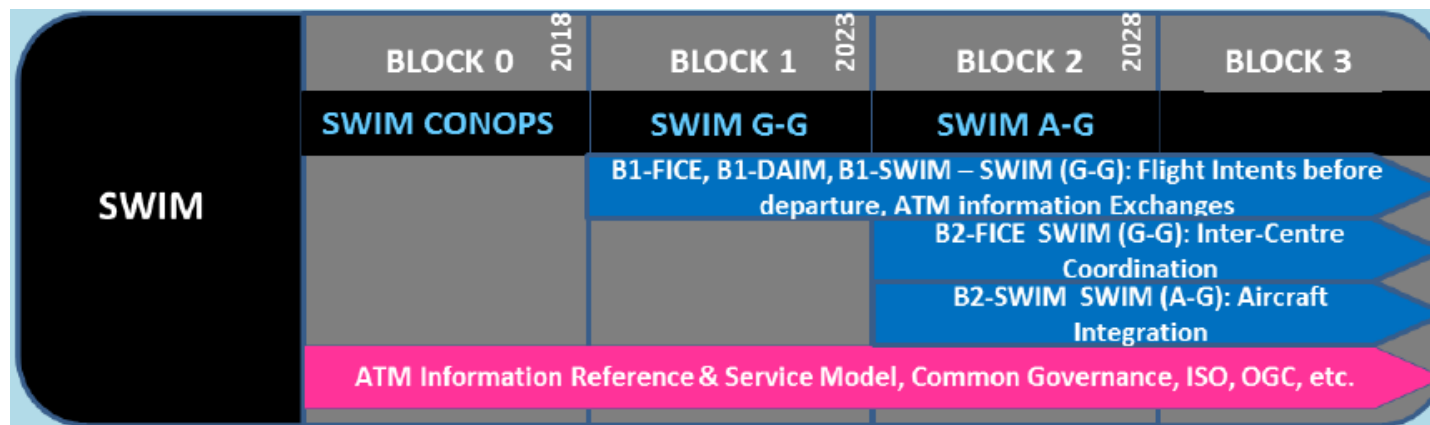 BLOCK 0 2018 BLOCK 1 2023 BLOCK 2 2028 BLOCK 3
SWIM CONOPS SWIM G-G SWIM A-G
SWIM
B1-FICE, B1-DAIM, B1-SWIM – SWIM (G-G): Flight Intents before
departure, ATM information Exchanges
B2-FICE SWIM (G-G): Inter-Centre
Coordination
B2-SWIM SWIM (A-G): Aircraft
Integration
ATM Information Reference & Service Model, Common Governance, ISO, OGC, etc.